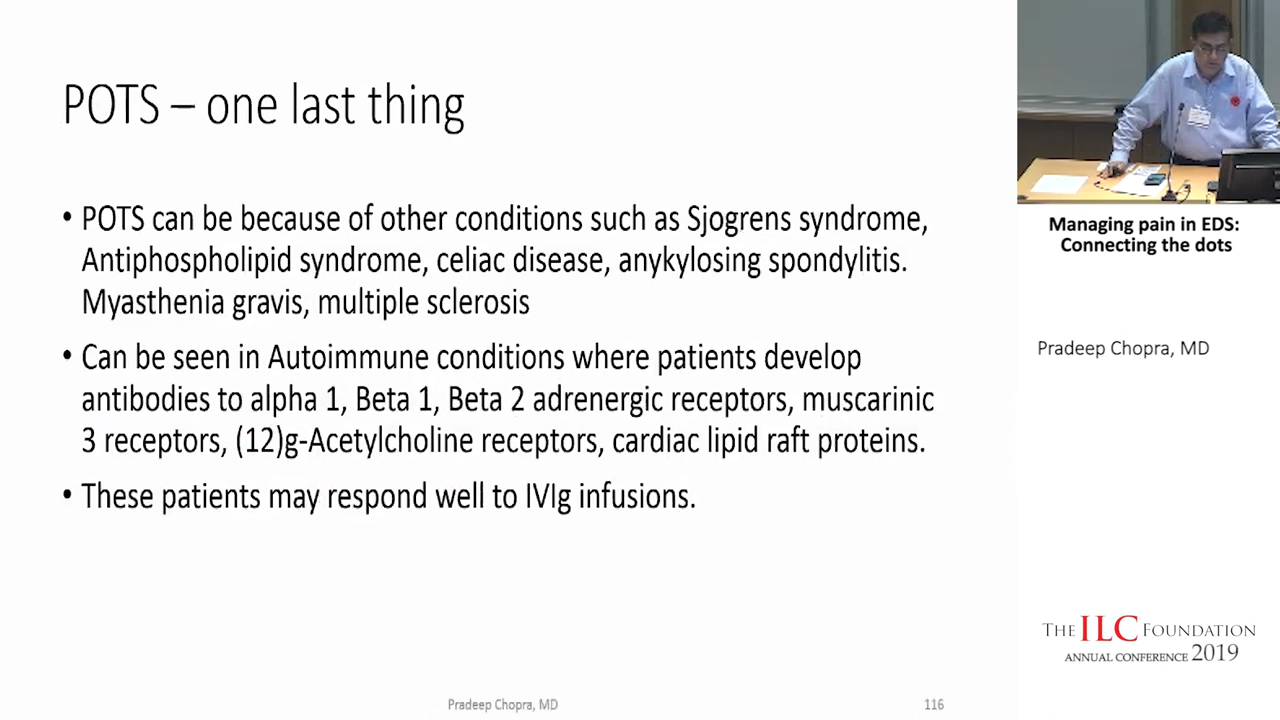 POTS – one last thing
• POTS can be because of other conditions such as Sjogrens syndrome,
Antiphospholipid syndrome, celiac disease, anykylosing spondylitis.
Myasthenia gravis, multiple sclerosis
• Can be seen in Autoimmune conditions where patients develop
antibodies to alpha 1, Beta 1, Beta 2 adrenergic receptors, muscarinic
3 receptors, (12)g-Acetylcholine receptors, cardiac lipid raft proteins.
• These patients may respond well to IVIg infusions.
Pradeep Chopra, MD
116
Managing pain in EDS:
Connecting the dots
Pradeep Chopra, MD
THE ILC FOUNDATION
ANNUAL CONFERENCE 2019